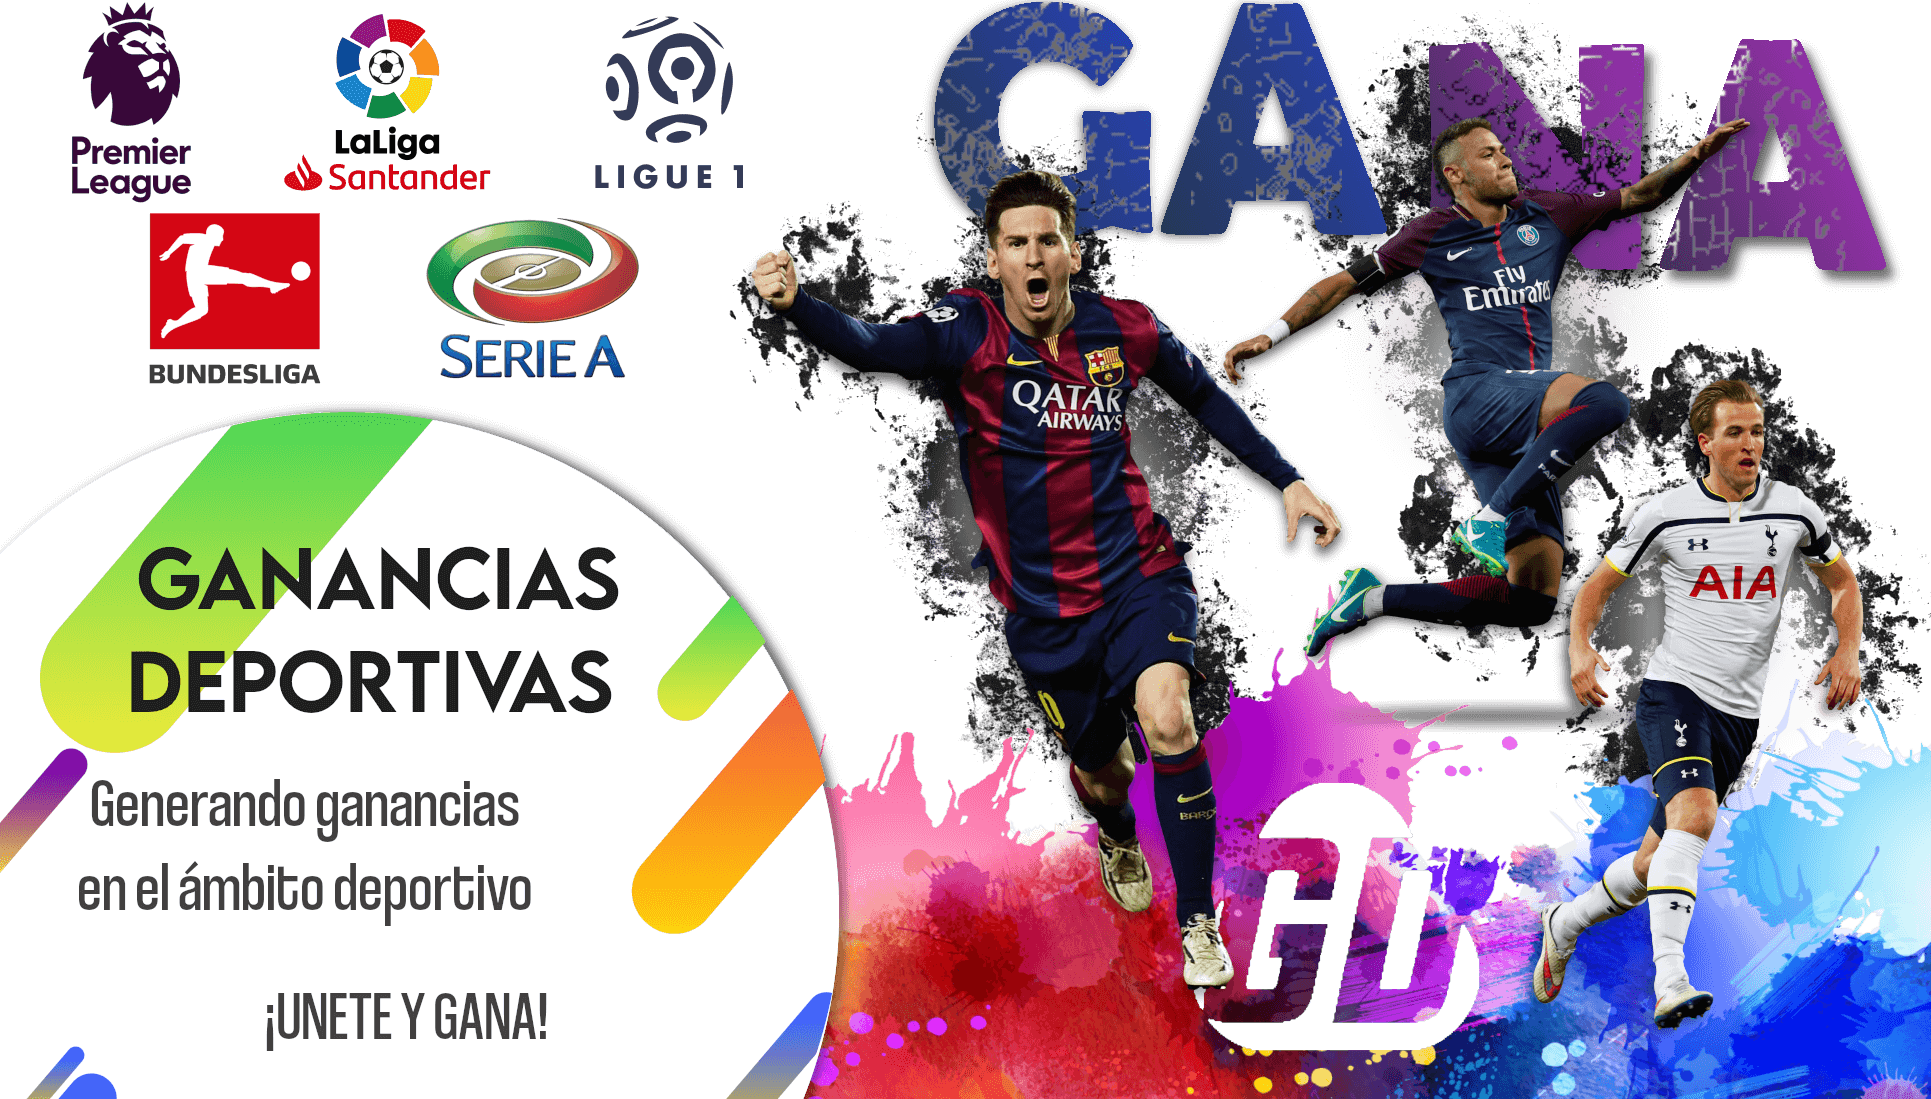 Premier
League
LaLiga
Santander
LIGUE 1
BUNDESLIGA
SERIE A
GANA
QATAR
AIRWAYS
FCB
Fly
Emirates
AIA
GANANCIAS
DEPORTIVAS
Generando ganancias
en el ámbito deportivo
¡UNETE Y GANA!